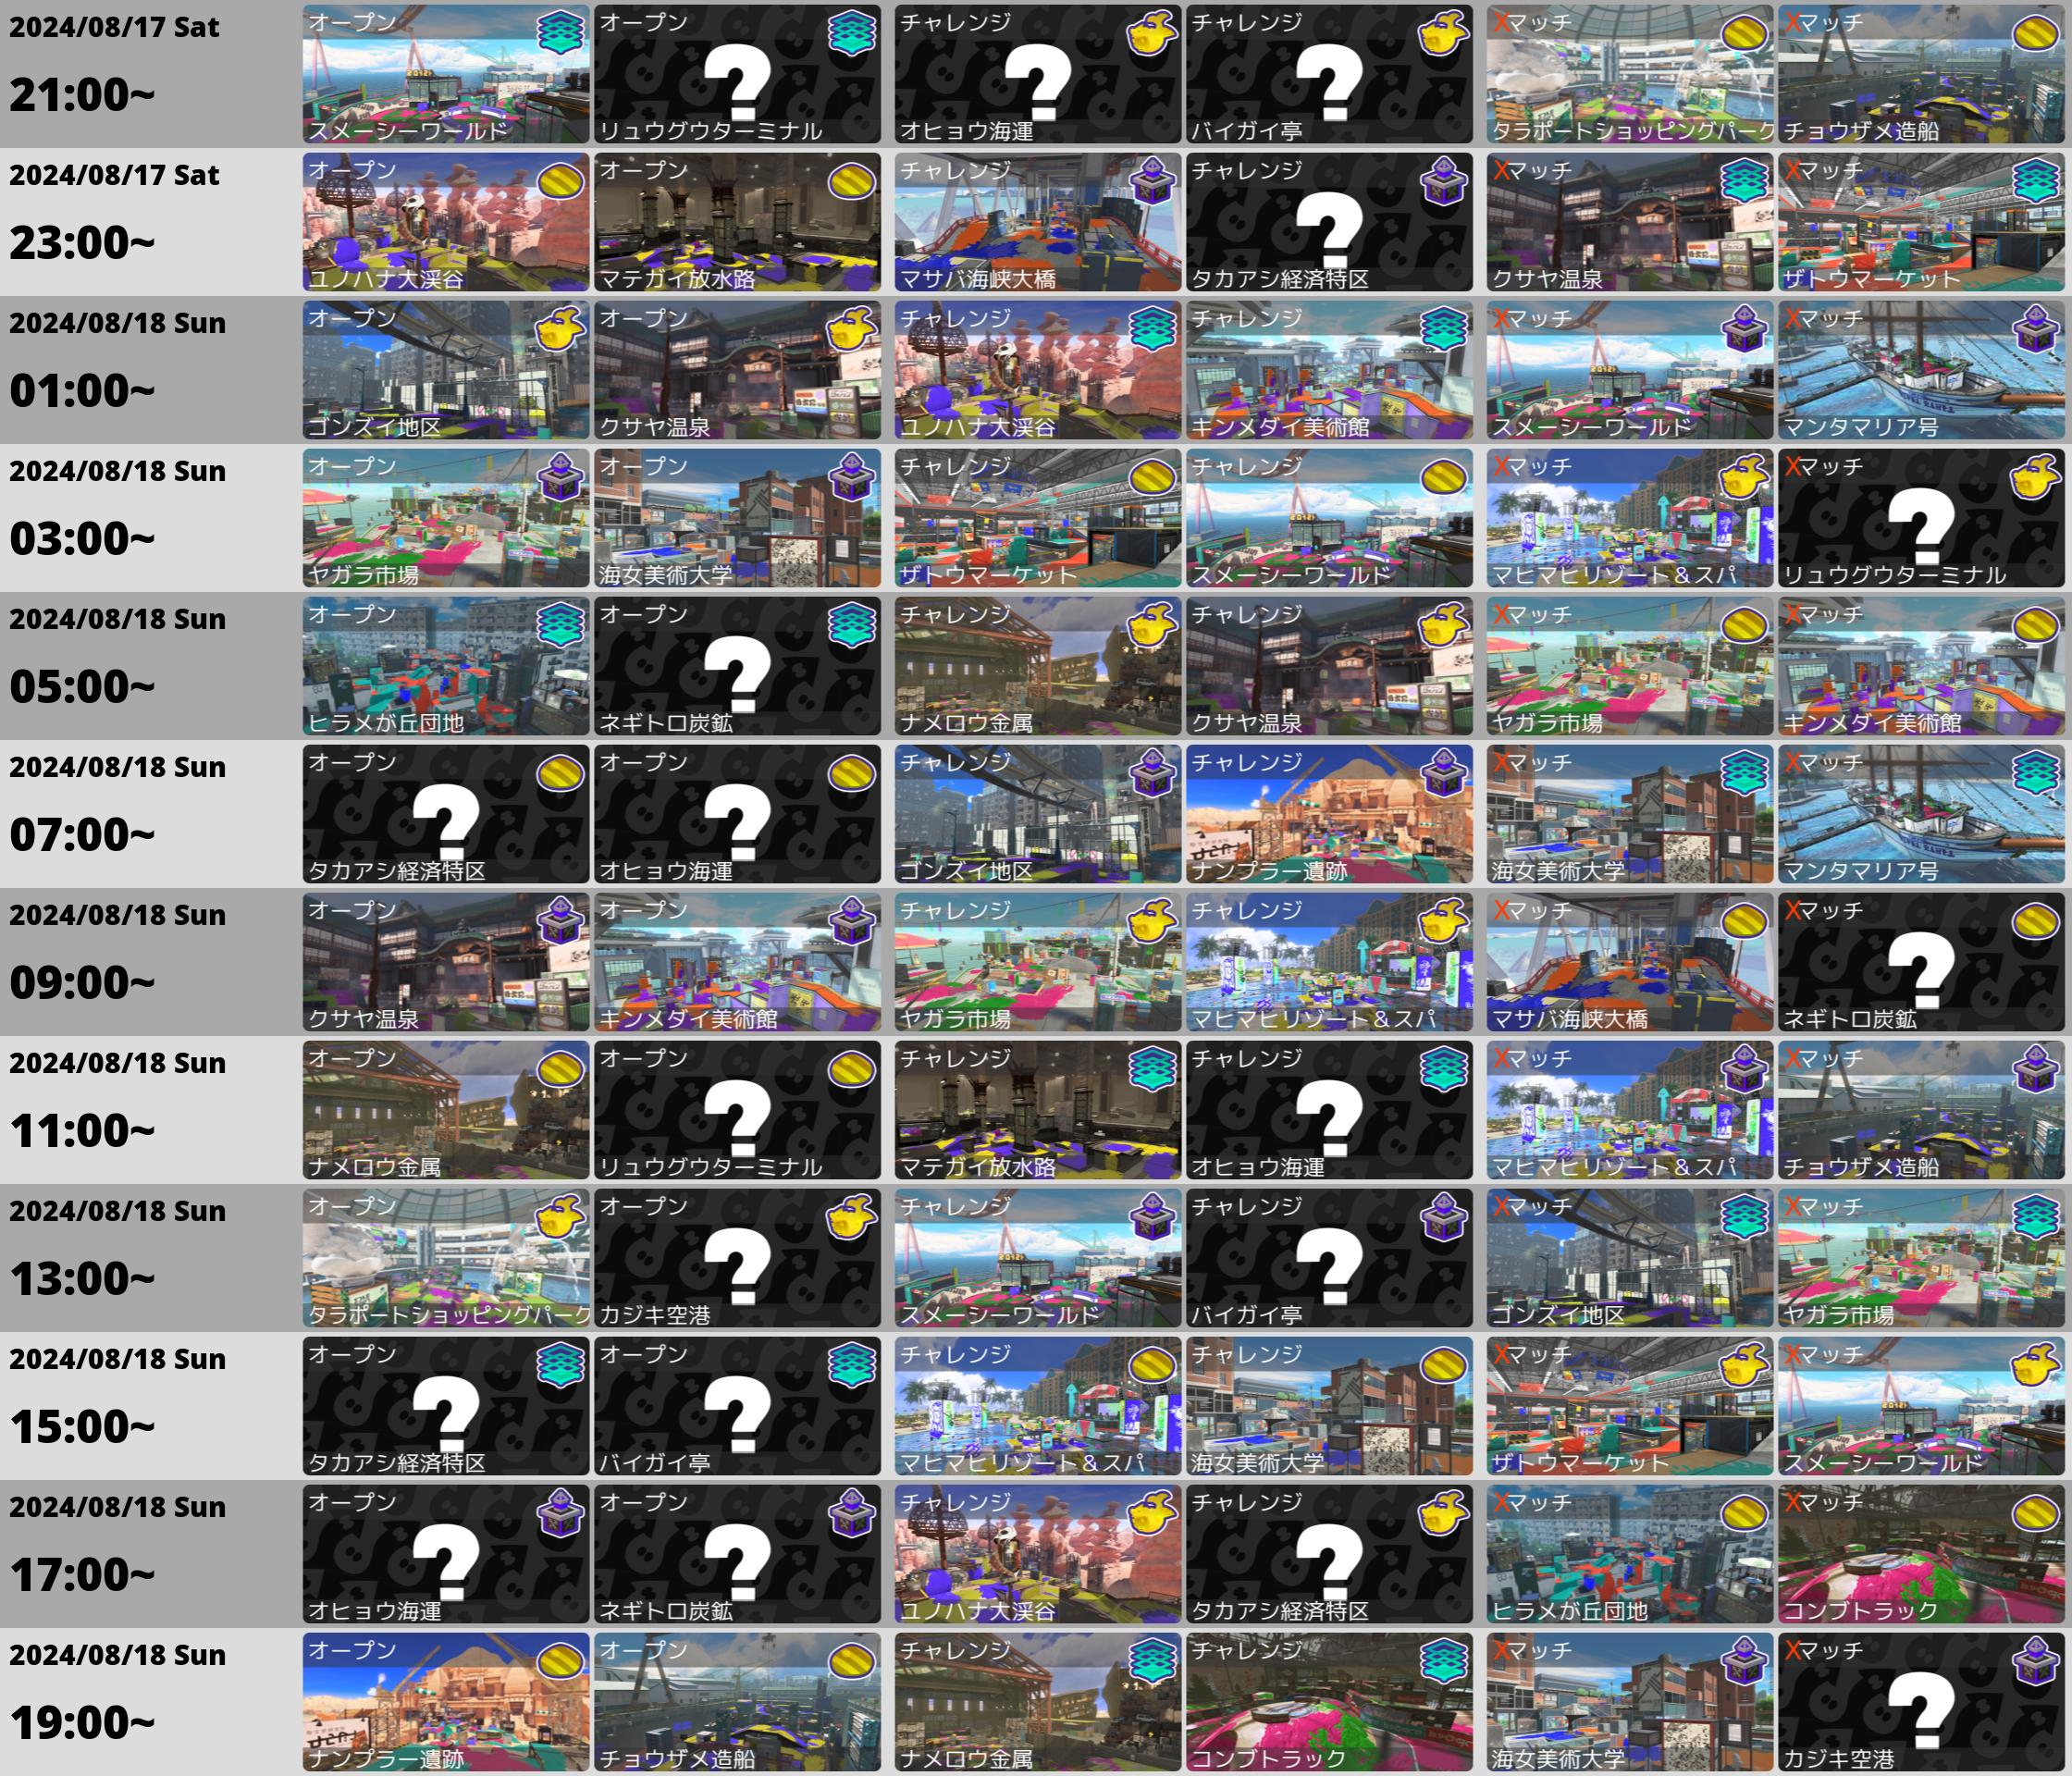 2024/08/17 Sat
21:00~
オープン オープン チャレンジ チャレンジ Xマッチ Xマッチ
スメーシーワールド リュウグウターミナル オヒョウ海運 バイガイ亭 タラポートショッピングパーク チョウザメ造船
2024/08/17 Sat
23:00~
オープン オープン チャレンジ チャレンジ Xマッチ Xマッチ
ユノハナ大渓谷 マテガイ放水路 マサバ海峡大橋 タカアシ経済特区 クサヤ温泉 ザトウマーケット
2024/08/18 Sun
01:00~
オープン オープン チャレンジ チャレンジ Xマッチ Xマッチ
ゴンズイ地区 クサヤ温泉 ユノハナ大渓谷 キンメダイ美術館 スメーシーワールド マンタマリア号
2024/08/18 Sun
03:00~
オープン オープン チャレンジ チャレンジ Xマッチ Xマッチ
ヤガラ市場 海女美術大学 ザトウマーケット スメーシーワールド マヒマヒリゾート&スパ リュウグウターミナル
2024/08/18 Sun
05:00~
オープン オープン チャレンジ チャレンジ Xマッチ Xマッチ
ヒラメが丘団地 ネギトロ炭鉱 ナメロウ金属 クサヤ温泉 ヤガラ市場 キンメダイ美術館
2024/08/18 Sun
07:00~
オープン オープン チャレンジ チャレンジ Xマッチ Xマッチ
タカアシ経済特区 オヒョウ海運 ゴンズイ地区 ナンプラー遺跡 海女美術大学 マンタマリア号
2024/08/18 Sun
09:00~
オープン オープン チャレンジ チャレンジ Xマッチ Xマッチ
クサヤ温泉 キンメダイ美術館 ヤガラ市場 マヒマヒリゾート&スパ マサバ海峡大橋 ネギトロ炭鉱
2024/08/18 Sun
11:00~
オープン オープン チャレンジ チャレンジ Xマッチ Xマッチ
ナメロウ金属 リュウグウターミナル マテガイ放水路 オヒョウ海運 マヒマヒリゾート&スパ チョウザメ造船
2024/08/18 Sun
13:00~
オープン オープン チャレンジ チャレンジ Xマッチ Xマッチ
タラポートショッピングパーク カジキ空港 スメーシーワールド バイガイ亭 ゴンズイ地区 ヤガラ市場
2024/08/18 Sun
15:00~
オープン オープン チャレンジ チャレンジ Xマッチ Xマッチ
タカアシ経済特区 バイガイ亭 マヒマヒリゾート&スパ 海女美術大学 ザトウマーケット スメーシーワールド
2024/08/18 Sun
17:00~
オープン オープン チャレンジ チャレンジ Xマッチ Xマッチ
オヒョウ海運 ネギトロ炭鉱 ユノハナ大渓谷 タカアシ経済特区 ヒラメが丘団地 コンブトラック
2024/08/18 Sun
19:00~
オープン オープン チャレンジ チャレンジ Xマッチ Xマッチ
ナンプラー遺跡 チョウザメ造船 ナメロウ金属 コンブトラック 海女美術大学 カジキ空港